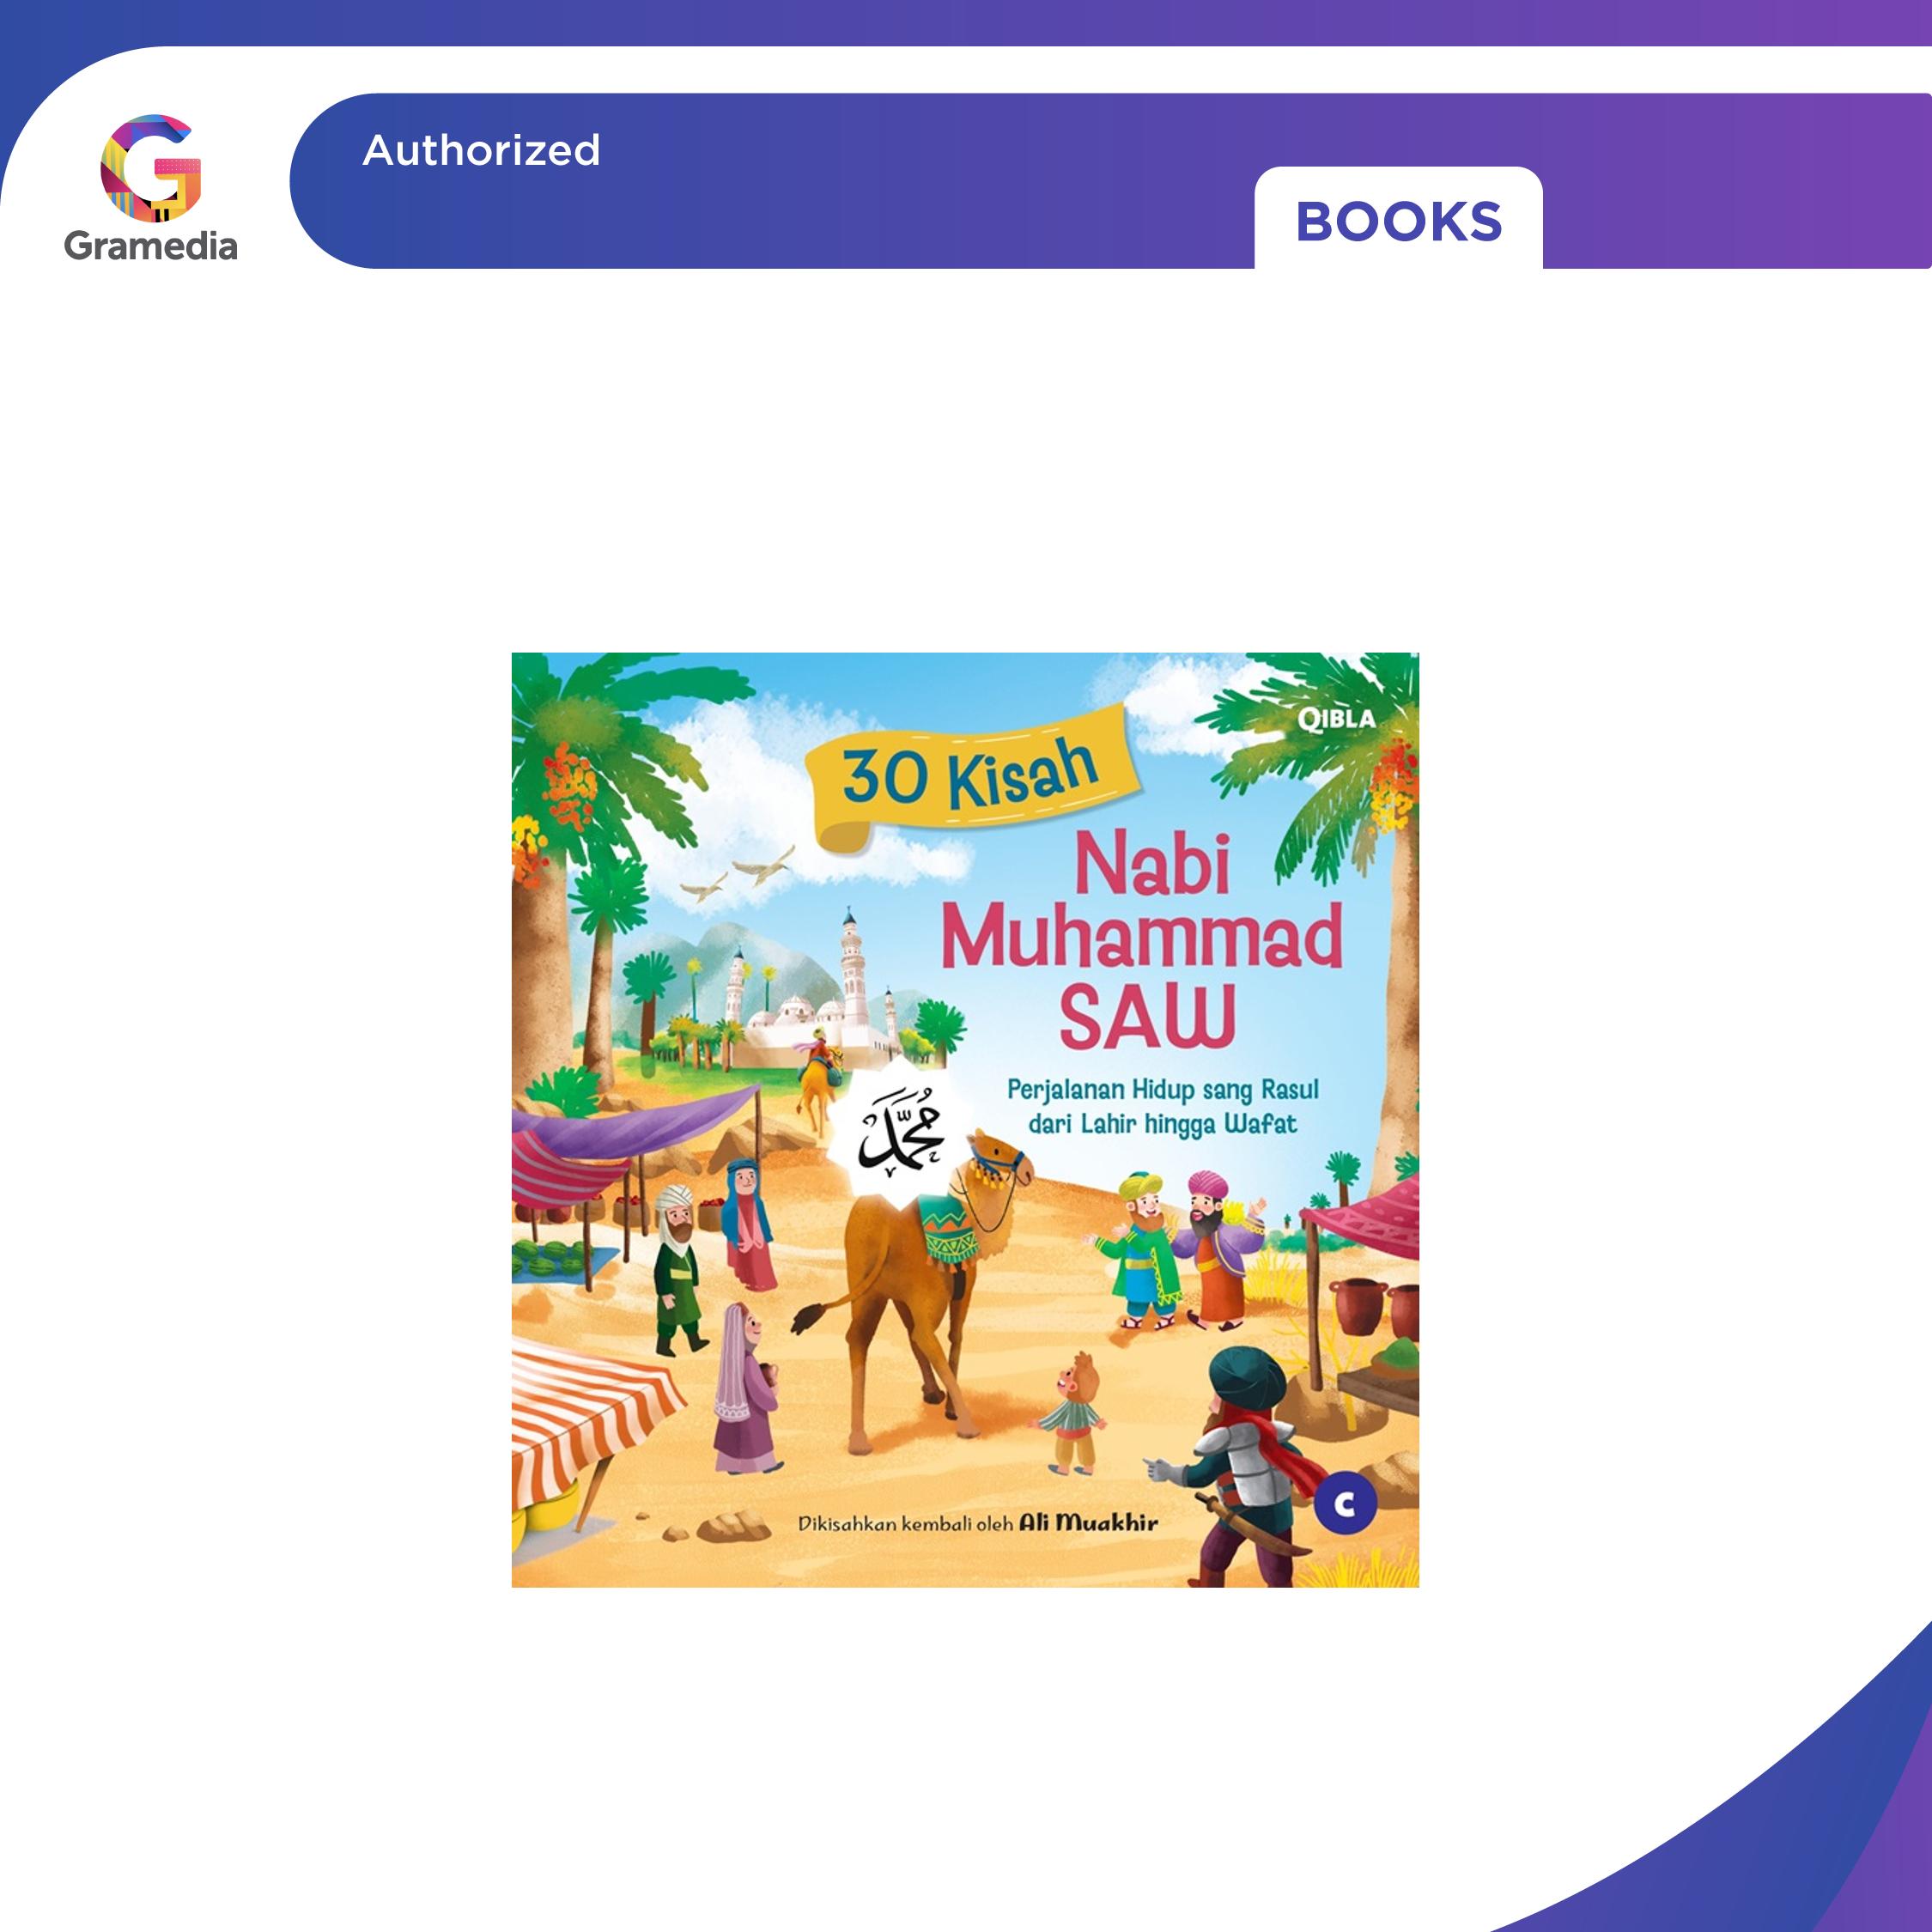 Gramedia
Authorized
BOOKS
QIBLA
30 Kisah
Nabi
Muhammad
SAW
Perjalanan Hidup sang Rasul
dari Lahir hingga Wafat
مُحَمَّد
Dikisahkan kembali oleh Ali Muakhir
C